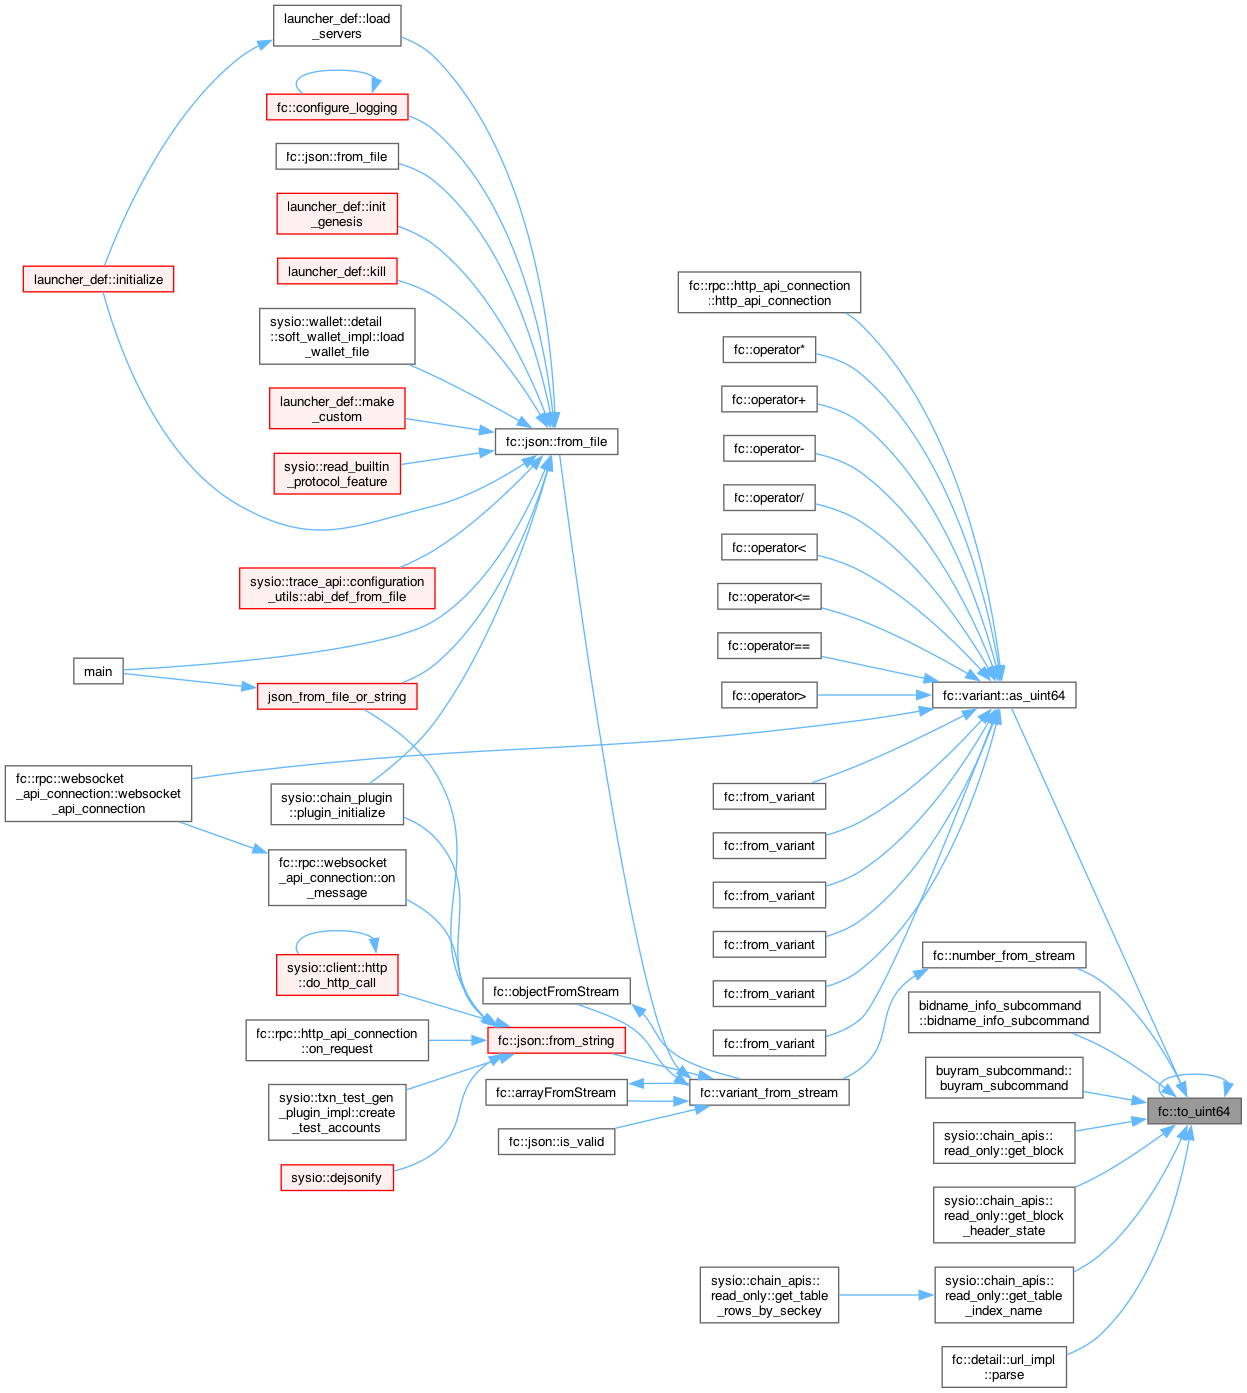 launcher_def::load
_servers
fc::configure_logging
fc::json::from_file
launcher_def::init
_genesis
launcher_def::kill
launcher_def::initialize
sysio::wallet::detail
::soft_wallet_impl::load
_wallet_file
launcher_def::make
_custom
fc::json::from_file
sysio::read_builtin
_protocol_feature
sysio::trace_api::configuration
_utils::abi_def_from_file
main
json_from_file_or_string
fc::rpc::websocket
_api_connection::websocket
_api_connection
sysio::chain_plugin
::plugin_initialize
fc::rpc::websocket
_api_connection::on
_message
sysio::client::http
::do_http_call
fc::rpc::http_api_connection
::on_request
sysio::txn_test_gen
_plugin_impl::create
_test_accounts
sysio::dejsonify
fc::objectFromStream
fc::json::from_string
fc::arrayFromStream
fc::json::is_valid
fc::rpc::http_api_connection
::http_api_connection
fc::operator*
fc::operator+
fc::operator-
fc::operator/
fc::operator<
fc::operator<=
fc::operator==
fc::operator>
fc::variant::as_uint64
fc::from_variant
fc::from_variant
fc::from_variant
fc::from_variant
fc::from_variant
fc::from_variant
fc::variant_from_stream
fc::number_from_stream
bidname_info_subcommand
::bidname_info_subcommand
buyram_subcommand::
buyram_subcommand
fc::to_uint64
sysio::chain_apis::
read_only::get_block
sysio::chain_apis::
read_only::get_block
_header_state
sysio::chain_apis::
read_only::get_table
_rows_by_seckey
sysio::chain_apis::
read_only::get_table
_index_name
fc::detail::url_impl
::parse